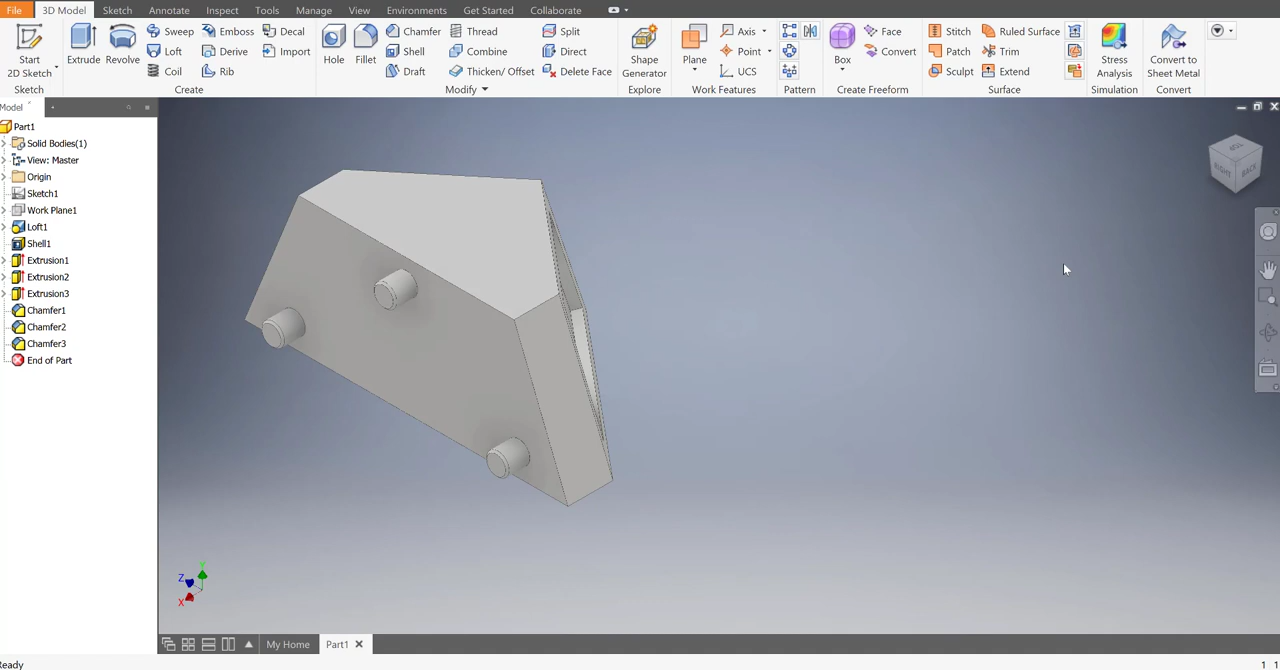 File 3D Model Sketch Annotate Inspect Tools Manage View Environments Get Started Collaborate
Start
2D Sketch
Sketch
Extrude Revolve
Sweep Emboss Decal
Loft Derive Import
Coil Rib
Create
Hole Fillet
Chamfer Thread Split
Shell Combine Direct
Draft Thicken/ Offset Delete Face
Modify
Shape
Generator
Explore
Plane
Axis
Point
UCS
Work Features
Pattern
Box
Face
Convert
Create Freeform
Stitch Ruled Surface
Patch Trim
Sculpt Extend
Surface
Stress
Analysis
Simulation
Convert to
Sheet Metal
Convert
Model
Part1
Solid Bodies(1)
View: Master
Origin
Sketch1
Work Plane1
Loft1
Shell1
Extrusion1
Extrusion2
Extrusion3
Chamfer1
Chamfer2
Chamfer3
End of Part
TOP
RIGHT BACK
Y
Z
X
My Home Part1
Ready 1 1